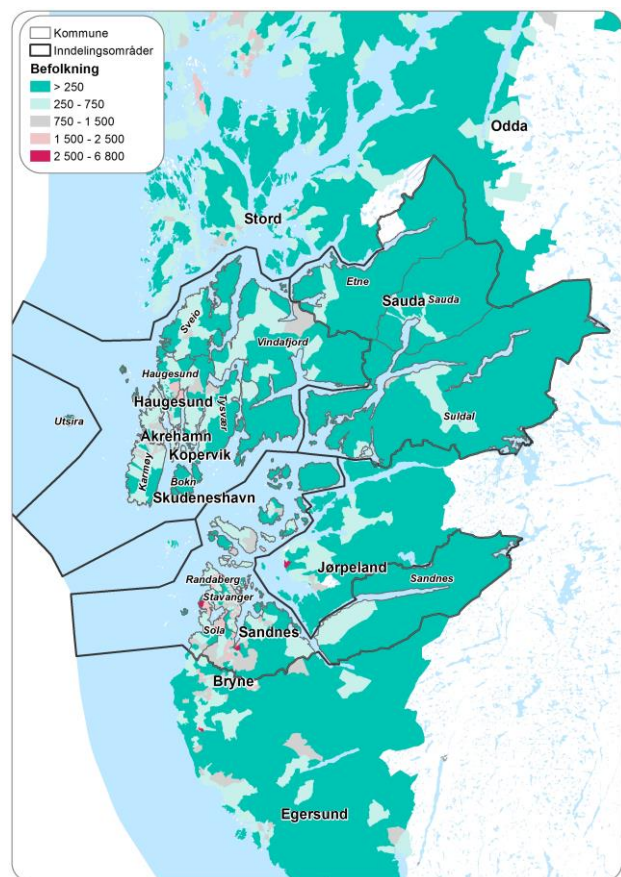 Kommune
Inndelingsområder
Befolkning
> 250
250 - 750
750 - 1 500
1 500 - 2 500
2 500 - 6 800
Odda
Stord
Etne
Sauda
Sauda
Sveio
Vindafjord
Haugesund
Haugesund
Tysvær
Suldal
Utsira
Åkrehamn
Kopervik
Karmøy
Bokn
Skudeneshavn
Jørpeland
Randaberg
Sandnes
Stavanger
Sola
Sandnes
Bryne
Egersund